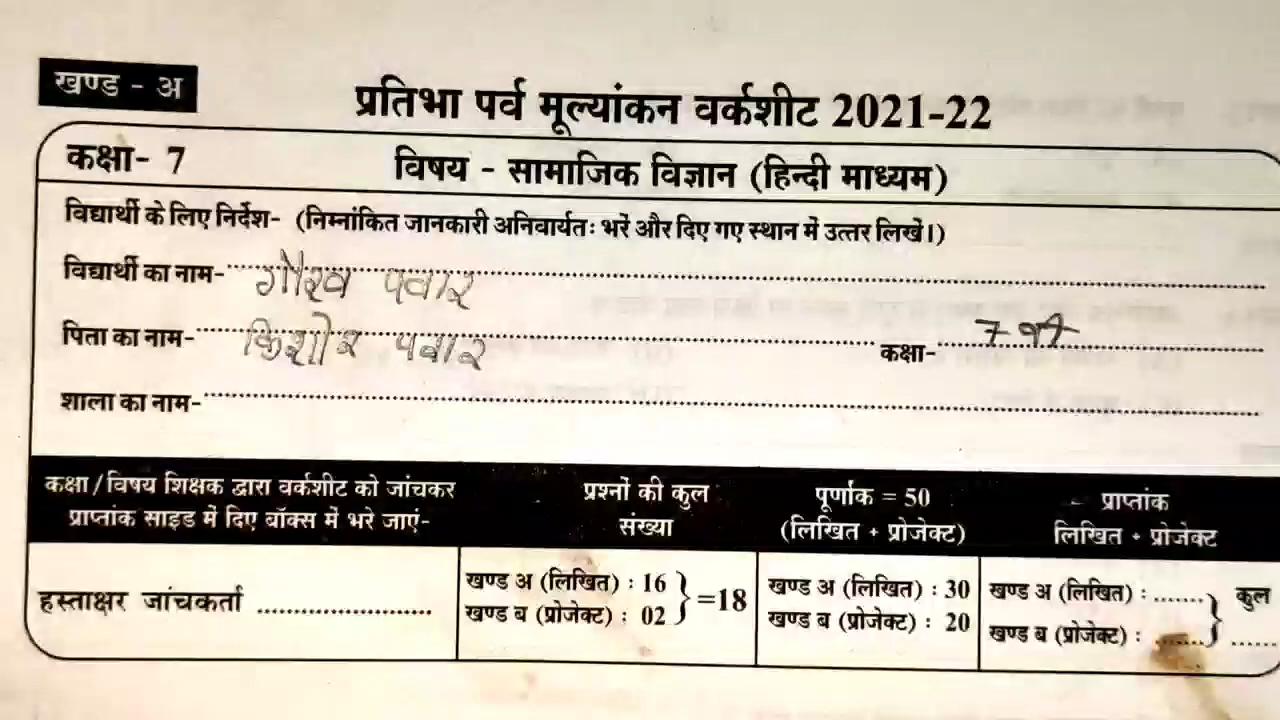 खण्ड - अ
प्रतिभा पर्व मूल्यांकन वर्कशीट 2021-22
कक्षा- 7
विषय - सामाजिक विज्ञान (हिन्दी माध्यम)
विद्यार्थी के लिए निर्देश- (निम्नांकित जानकारी अनिवार्यतः भरें और दिए गए स्थान में उत्तर लिखें।)
विद्यार्थी का नाम- गौरव पवार
पिता का नाम- किशोर पवार कक्षा- 7 वी
शाला का नाम-
कक्षा/विषय शिक्षक द्वारा वर्कशीट को जांचकर
प्राप्तांक साइड में दिए बॉक्स में भरे जाएं-
प्रश्नों की कुल
संख्या
पूर्णांक = 50
(लिखित + प्रोजेक्ट)
प्राप्तांक
लिखित + प्रोजेक्ट
हस्ताक्षर जांचकर्ता ..............................
खण्ड अ (लिखित) : 16
खण्ड ब (प्रोजेक्ट) : 02
} =18
खण्ड अ (लिखित) : 30
खण्ड ब (प्रोजेक्ट) : 20
खण्ड अ (लिखित) : ....... } कुल
खण्ड ब (प्रोजेक्ट) : ....... ......